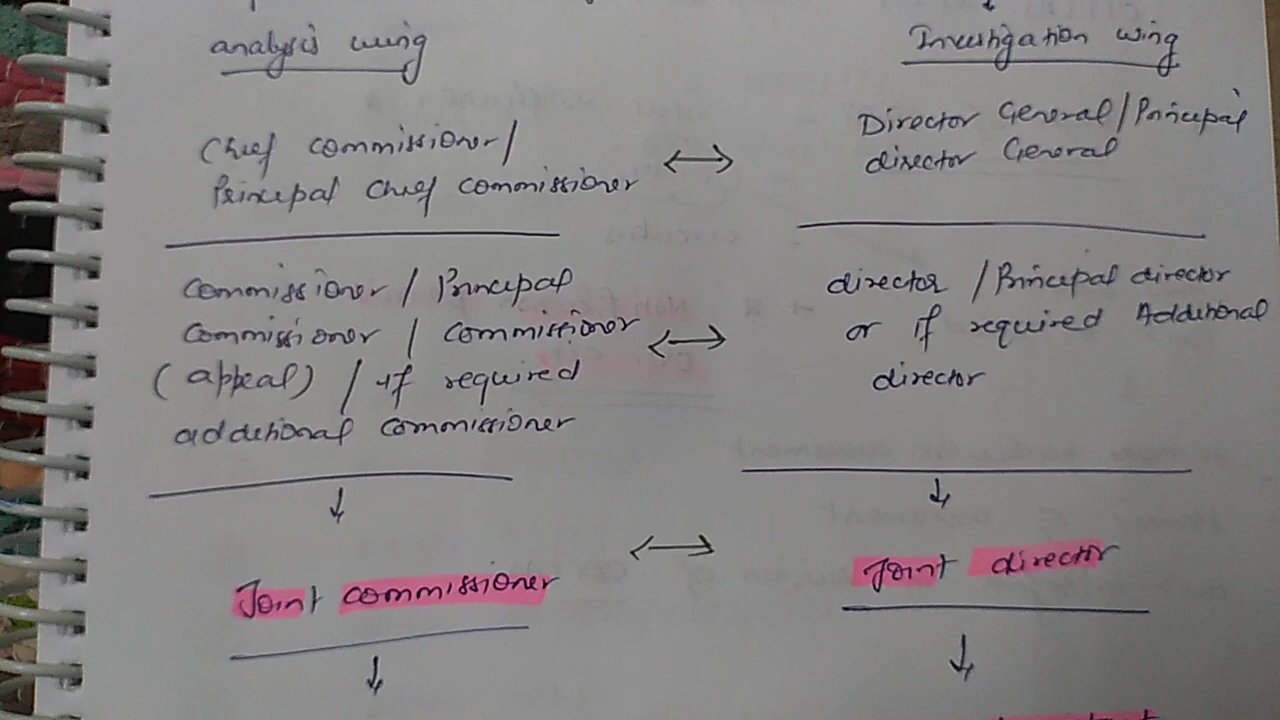 analysis wing
Investigation wing
Chief commissioner/
Principal Chief commissioner
Director General/Principal
director General
commissioner / Principal
commissioner / commissioner
(appeal) / if required
additional commissioner
director /Principal director
or if required Additional
director
Joint commissioner
Joint director